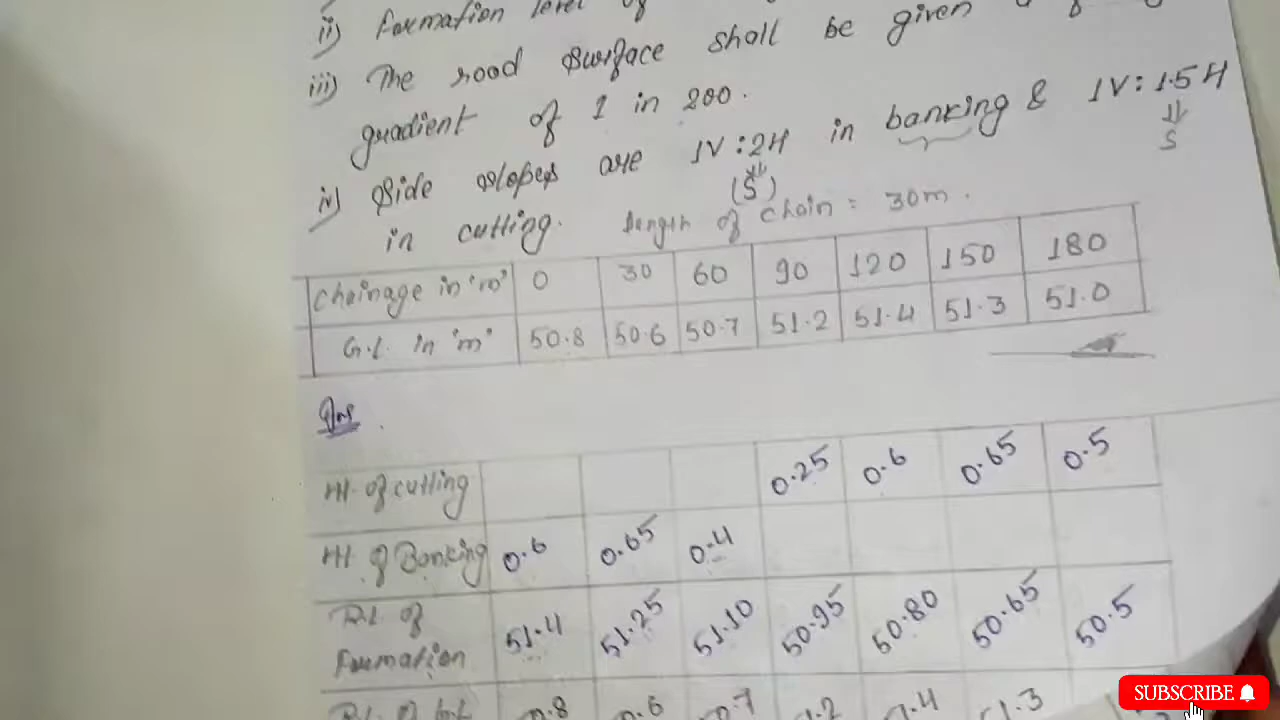 ii) Formation level of
iii) The road surface shall be given a
gradient of 1 in 200.
iv) Side slopes are 1V:2H in banking & 1V:1.5H
(S) S
in cutting. Length of chain = 30m.
Chainage in 'm' 0 30 60 90 120 150 180
G.L. in 'm' 50.8 50.6 50.7 51.2 51.4 51.3 51.0
Ans.
Ht. of cutting 0.25 0.6 0.65 0.5
Ht. of Banking 0.6 0.65 0.4
R.L. of Formation 51.4 51.25 51.10 50.95 50.80 50.65 50.5
SUBSCRIBE